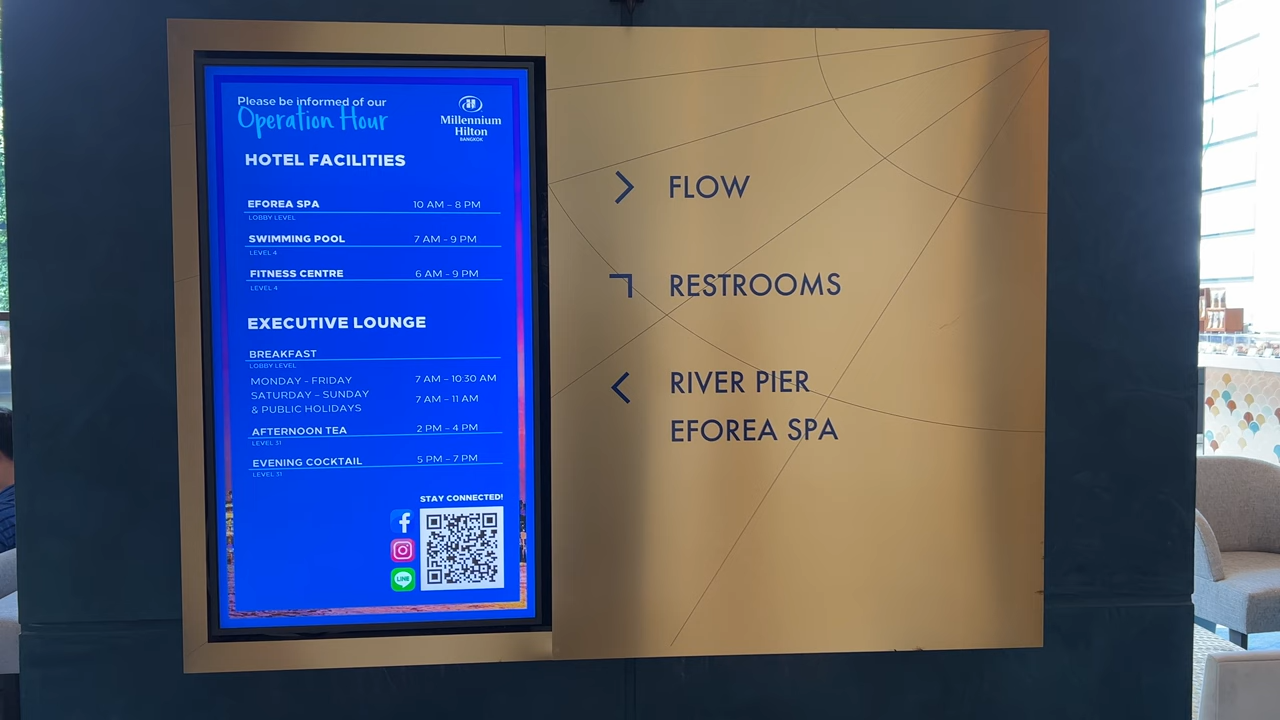 Please be informed of our
Operation Hour
Millennium
Hilton
BANGKOK
HOTEL FACILITIES
EFOREA SPA 10 AM – 8 PM
LOBBY LEVEL
SWIMMING POOL 7 AM – 9 PM
LEVEL 4
FITNESS CENTRE 6 AM – 9 PM
LEVEL 4
EXECUTIVE LOUNGE
BREAKFAST
LOBBY LEVEL
MONDAY – FRIDAY 7 AM – 10:30 AM
SATURDAY – SUNDAY
& PUBLIC HOLIDAYS 7 AM – 11 AM
AFTERNOON TEA 2 PM – 4 PM
LEVEL 31
EVENING COCKTAIL 5 PM – 7 PM
LEVEL 31
STAY CONNECTED!
LINE
FLOW
RESTROOMS
RIVER PIER
EFOREA SPA